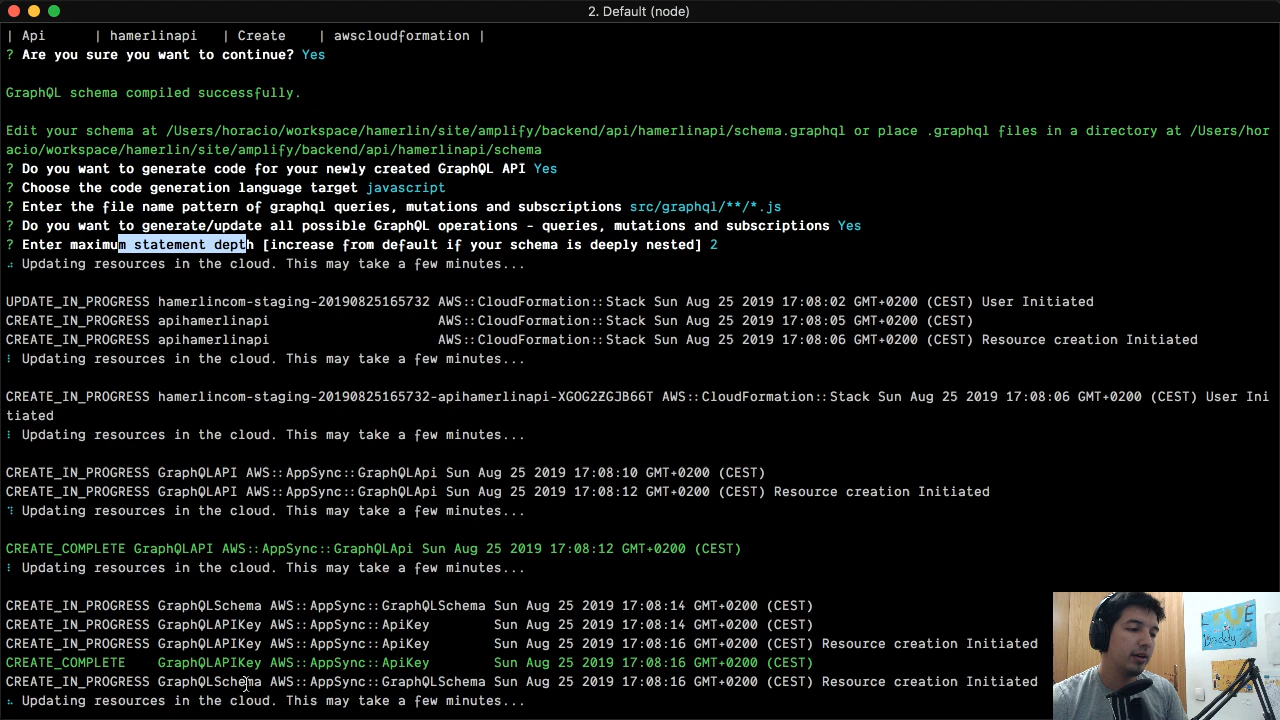 2. Default (node)
| Api | hamerlinapi | Create | awscloudformation |
? Are you sure you want to continue? Yes
GraphQL schema compiled successfully.
Edit your schema at /Users/horacio/workspace/hamerlin/site/amplify/backend/api/hamerlinapi/schema.graphql or place .graphql files in a directory at /Users/hor
acio/workspace/hamerlin/site/amplify/backend/api/hamerlinapi/schema
? Do you want to generate code for your newly created GraphQL API Yes
? Choose the code generation language target javascript
? Enter the file name pattern of graphql queries, mutations and subscriptions src/graphql/**/*.js
? Do you want to generate/update all possible GraphQL operations - queries, mutations and subscriptions Yes
? Enter maximum statement depth [increase from default if your schema is deeply nested] 2
Updating resources in the cloud. This may take a few minutes...
UPDATE_IN_PROGRESS hamerlincom-staging-20190825165732 AWS::CloudFormation::Stack Sun Aug 25 2019 17:08:02 GMT+0200 (CEST) User Initiated
CREATE_IN_PROGRESS apihamerlinapi AWS::CloudFormation::Stack Sun Aug 25 2019 17:08:05 GMT+0200 (CEST)
CREATE_IN_PROGRESS apihamerlinapi AWS::CloudFormation::Stack Sun Aug 25 2019 17:08:06 GMT+0200 (CEST) Resource creation Initiated
Updating resources in the cloud. This may take a few minutes...
CREATE_IN_PROGRESS hamerlincom-staging-20190825165732-apihamerlinapi-XGOG2ZGJB66T AWS::CloudFormation::Stack Sun Aug 25 2019 17:08:06 GMT+0200 (CEST) User Ini
tiated
Updating resources in the cloud. This may take a few minutes...
CREATE_IN_PROGRESS GraphQLAPI AWS::AppSync::GraphQLApi Sun Aug 25 2019 17:08:10 GMT+0200 (CEST)
CREATE_IN_PROGRESS GraphQLAPI AWS::AppSync::GraphQLApi Sun Aug 25 2019 17:08:12 GMT+0200 (CEST) Resource creation Initiated
Updating resources in the cloud. This may take a few minutes...
CREATE_COMPLETE GraphQLAPI AWS::AppSync::GraphQLApi Sun Aug 25 2019 17:08:12 GMT+0200 (CEST)
Updating resources in the cloud. This may take a few minutes...
CREATE_IN_PROGRESS GraphQLSchema AWS::AppSync::GraphQLSchema Sun Aug 25 2019 17:08:14 GMT+0200 (CEST)
CREATE_IN_PROGRESS GraphQLAPIKey AWS::AppSync::ApiKey Sun Aug 25 2019 17:08:14 GMT+0200 (CEST)
CREATE_IN_PROGRESS GraphQLAPIKey AWS::AppSync::ApiKey Sun Aug 25 2019 17:08:16 GMT+0200 (CEST) Resource creation Initiated
CREATE_COMPLETE GraphQLAPIKey AWS::AppSync::ApiKey Sun Aug 25 2019 17:08:16 GMT+0200 (CEST)
CREATE_IN_PROGRESS GraphQLSchema AWS::AppSync::GraphQLSchema Sun Aug 25 2019 17:08:16 GMT+0200 (CEST) Resource creation Initiated
Updating resources in the cloud. This may take a few minutes...